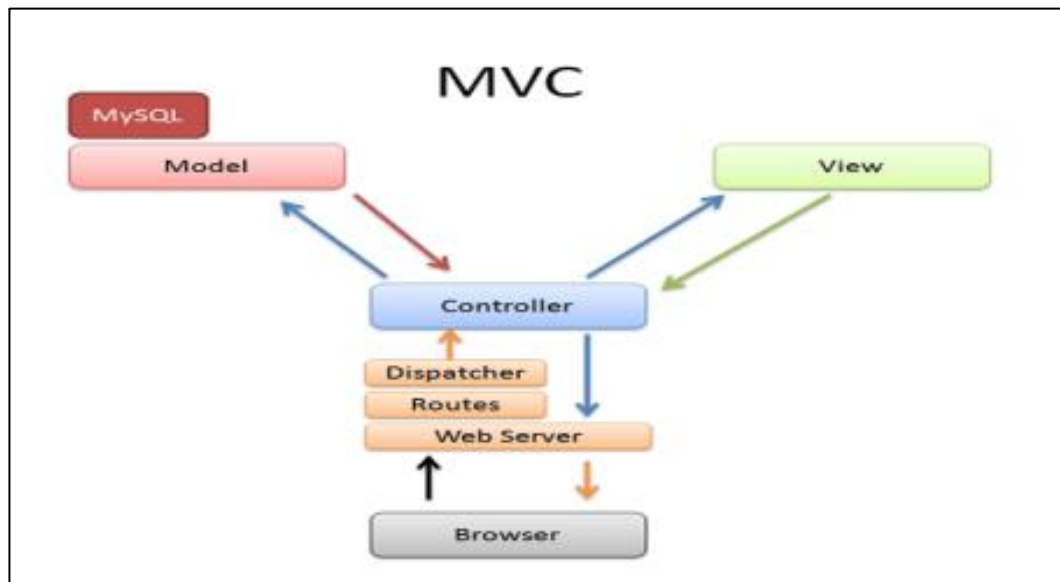 MVC
MySQL
Model
View
Controller
Dispatcher
Routes
Web Server
Browser